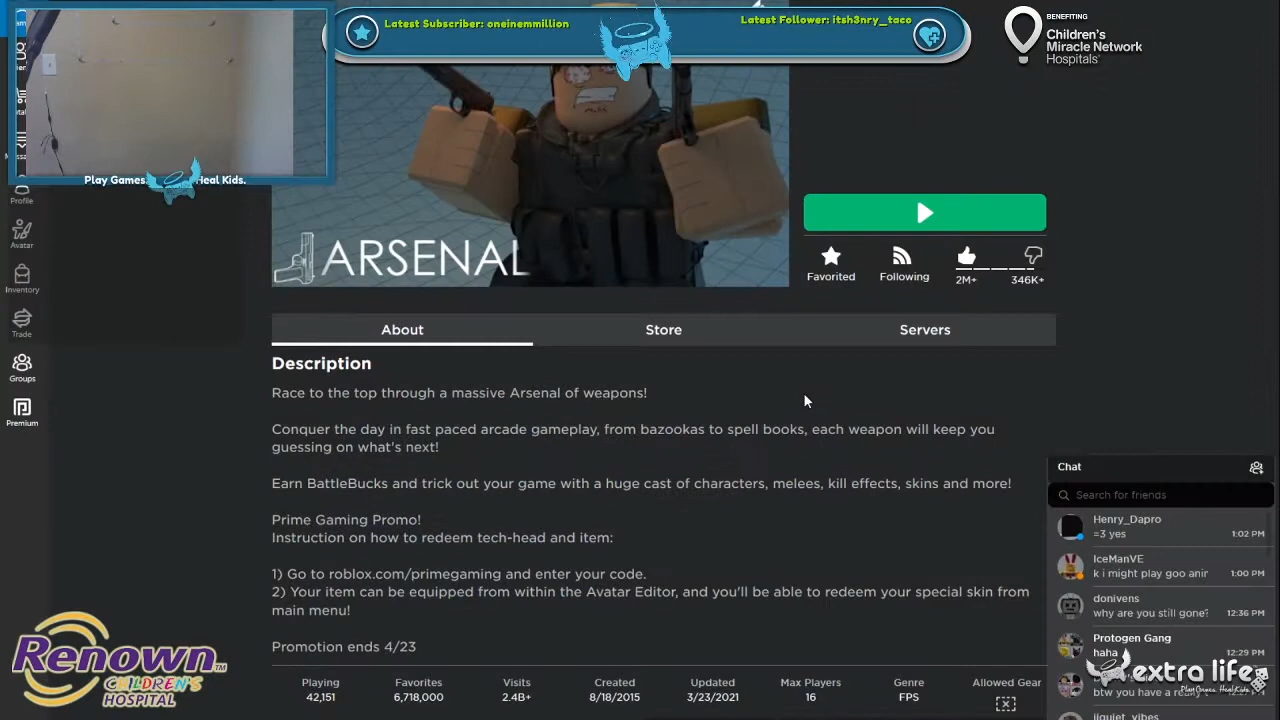 Latest Subscriber: oneinemmillion
Latest Follower: itsh3nry_taco
BENEFITING
Children's
Miracle Network
Hospitals
Play Games. Heal Kids.
Profile
Avatar
Inventory
Trade
Groups
Premium
ARSENAL
Favorited
Following
2M+
346K+
About
Store
Servers
Description
Race to the top through a massive Arsenal of weapons!
Conquer the day in fast paced arcade gameplay, from bazookas to spell books, each weapon will keep you
guessing on what's next!
Earn BattleBucks and trick out your game with a huge cast of characters, melees, kill effects, skins and more!
Prime Gaming Promo!
Instruction on how to redeem tech-head and item:
1) Go to roblox.com/primegaming and enter your code.
2) Your item can be equipped from within the Avatar Editor, and you'll be able to redeem your special skin from
main menu!
Promotion ends 4/23
Playing
42,151
Favorites
6,718,000
Visits
2.4B+
Created
8/18/2015
Updated
3/23/2021
Max Players
16
Genre
FPS
Allowed Gear
Chat
Search for friends
Henry_Dapro
=3 yes
1:02 PM
IceManVE
k i might play goo anir
1:00 PM
donivens
why are you still gone?
12:36 PM
Protogen Gang
haha
12:29 PM
btw you have a
jiquiet_vibes
Renown
CHILDREN'S
HOSPITAL
extra life
Play Games. Heal Kids.